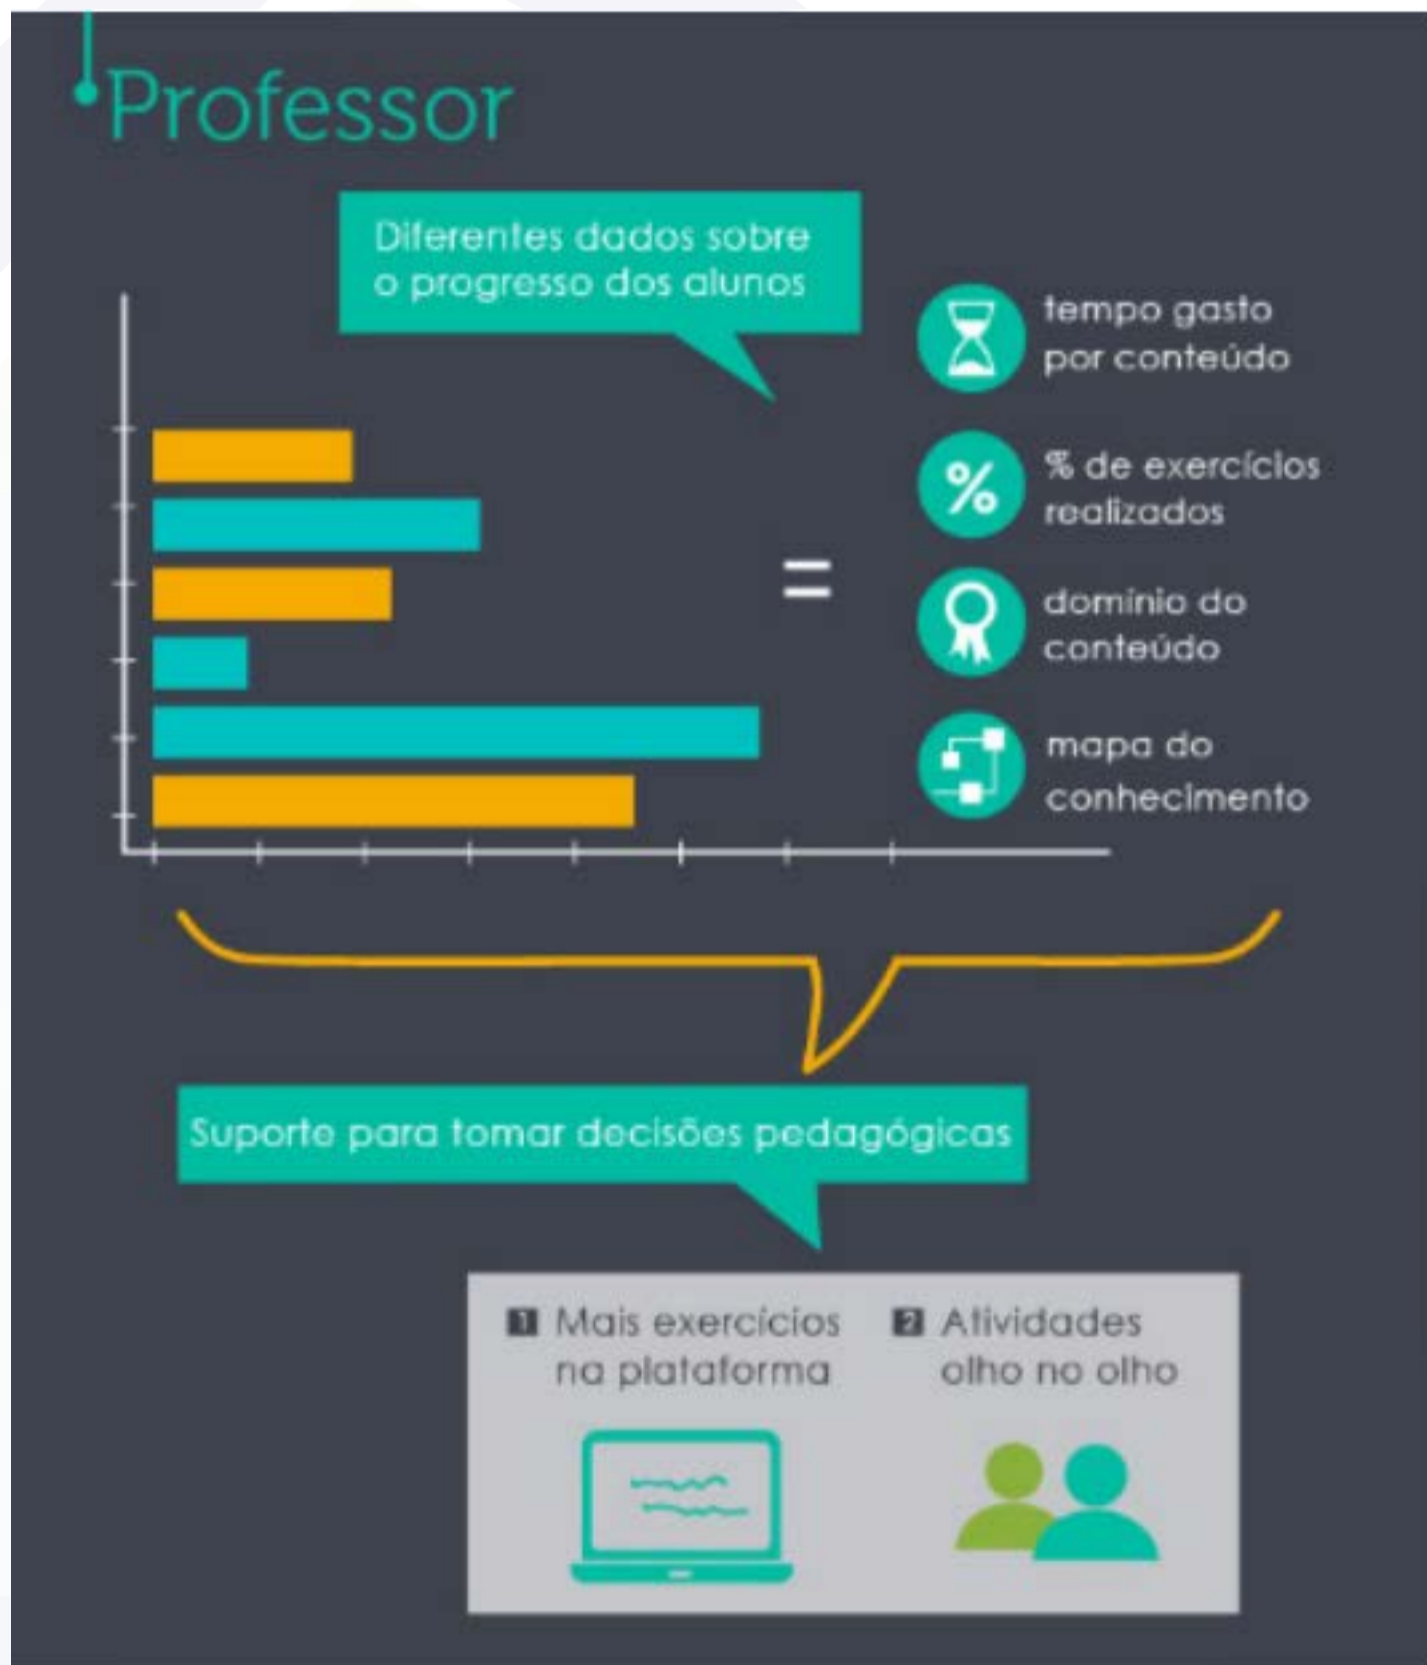 Professor
Diferentes dados sobre
o progresso dos alunos
tempo gasto
por conteúdo
%
% de exercícios
realizados
domínio do
conteúdo
mapa do
conhecimento
=
Suporte para tomar decisões pedagógicas
1 Mais exercícios
na plataforma
2 Atividades
olho no olho